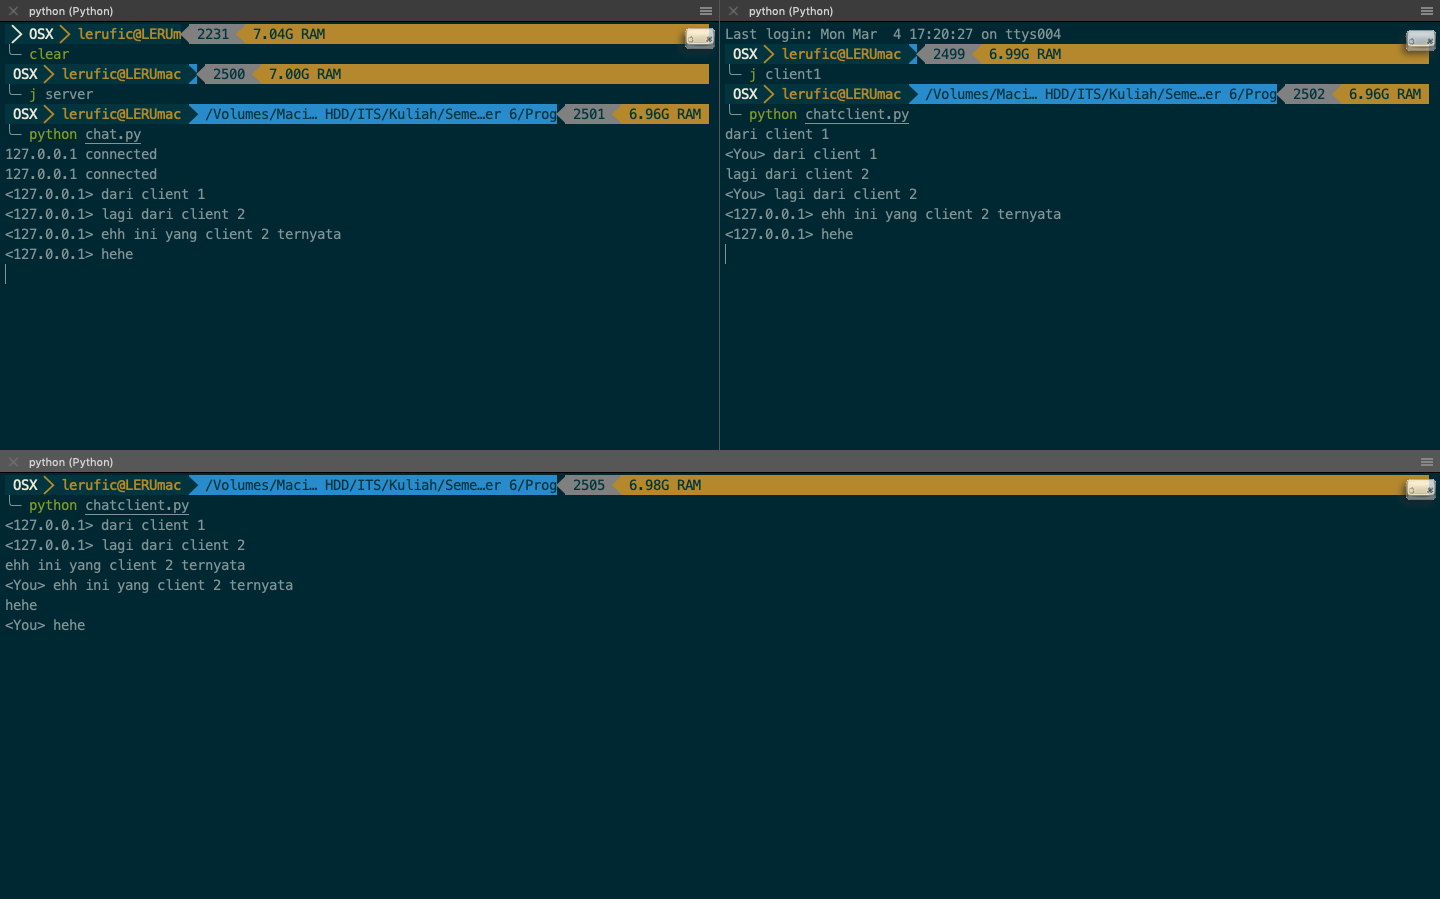 python (Python)
OSX lerufic@LERUm 2231 7.04G RAM
clear
OSX lerufic@LERUmac 2500 7.00G RAM
j server
OSX lerufic@LERUmac /Volumes/Maci… HDD/ITS/Kuliah/Seme…er 6/Prog 2501 6.96G RAM
python chat.py
127.0.0.1 connected
127.0.0.1 connected
<127.0.0.1> dari client 1
<127.0.0.1> lagi dari client 2
<127.0.0.1> ehh ini yang client 2 ternyata
<127.0.0.1> hehe
python (Python)
Last login: Mon Mar  4 17:20:27 on ttys004
OSX lerufic@LERUmac 2499 6.99G RAM
j client1
OSX lerufic@LERUmac /Volumes/Maci… HDD/ITS/Kuliah/Seme…er 6/Prog 2502 6.96G RAM
python chatclient.py
dari client 1
<You> dari client 1
lagi dari client 2
<You> lagi dari client 2
<127.0.0.1> ehh ini yang client 2 ternyata
<127.0.0.1> hehe
python (Python)
OSX lerufic@LERUmac /Volumes/Maci… HDD/ITS/Kuliah/Seme…er 6/Prog 2505 6.98G RAM
python chatclient.py
<127.0.0.1> dari client 1
<127.0.0.1> lagi dari client 2
ehh ini yang client 2 ternyata
<You> ehh ini yang client 2 ternyata
hehe
<You> hehe